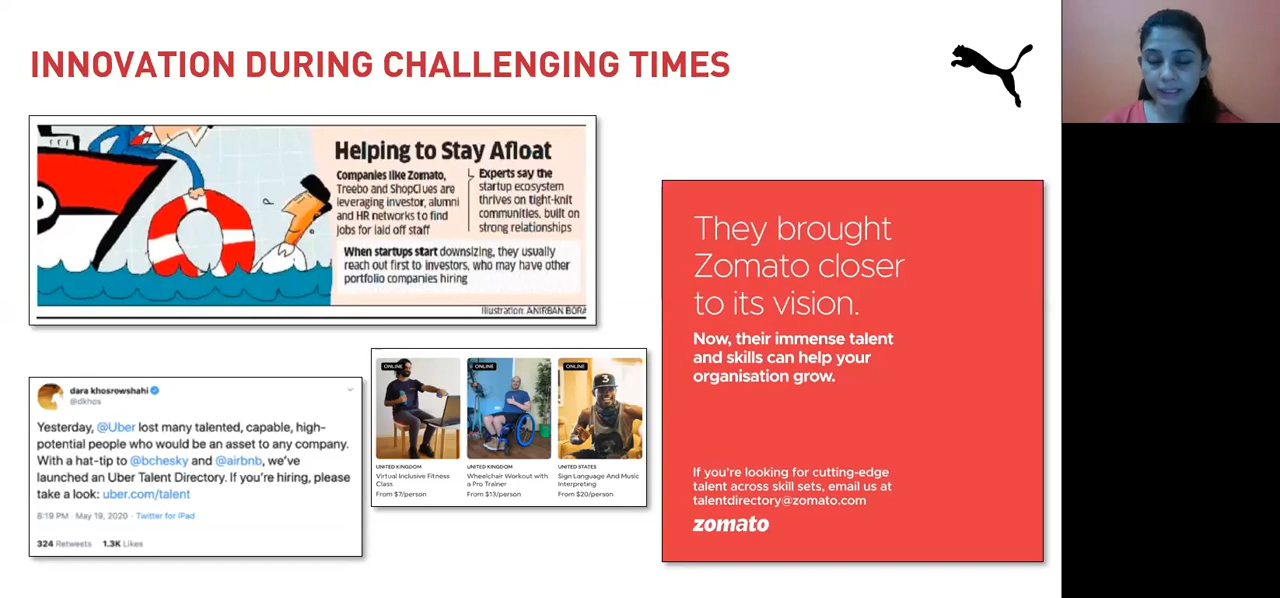 INNOVATION DURING CHALLENGING TIMES
Helping to Stay Afloat
Companies like Zomato,
Treebo and ShopClues are
leveraging investor, alumni
and HR networks to find
jobs for laid off staff
Experts say the
startup ecosystem
thrives on tight-knit
communities, built on
strong relationships
When startups start downsizing, they usually
reach out first to investors, who may have other
portfolio companies hiring
Illustration: ANIRBAN BORA
They brought
Zomato closer
to its vision.
Now, their immense talent
and skills can help your
organisation grow.
If you're looking for cutting-edge
talent across skill sets, email us at
talentdirectory@zomato.com
zomato
ONLINE
ONLINE
ONLINE
3
UNITED KINGDOM
Virtual Inclusive Fitness
Class
From $7/person
UNITED KINGDOM
Wheelchair Workout with
a Pro Trainer
From $13/person
UNITED STATES
Sign Language And Music
Interpreting
From $20/person
dara khosrowshahi
@dkhos
Yesterday, @Uber lost many talented, capable, high-
potential people who would be an asset to any company.
With a hat-tip to @bchesky and @airbnb, we've
launched an Uber Talent Directory. If you're hiring, please
take a look: uber.com/talent
8:19 PM · May 19, 2020 · Twitter for iPad
324 Retweets 1.3K Likes